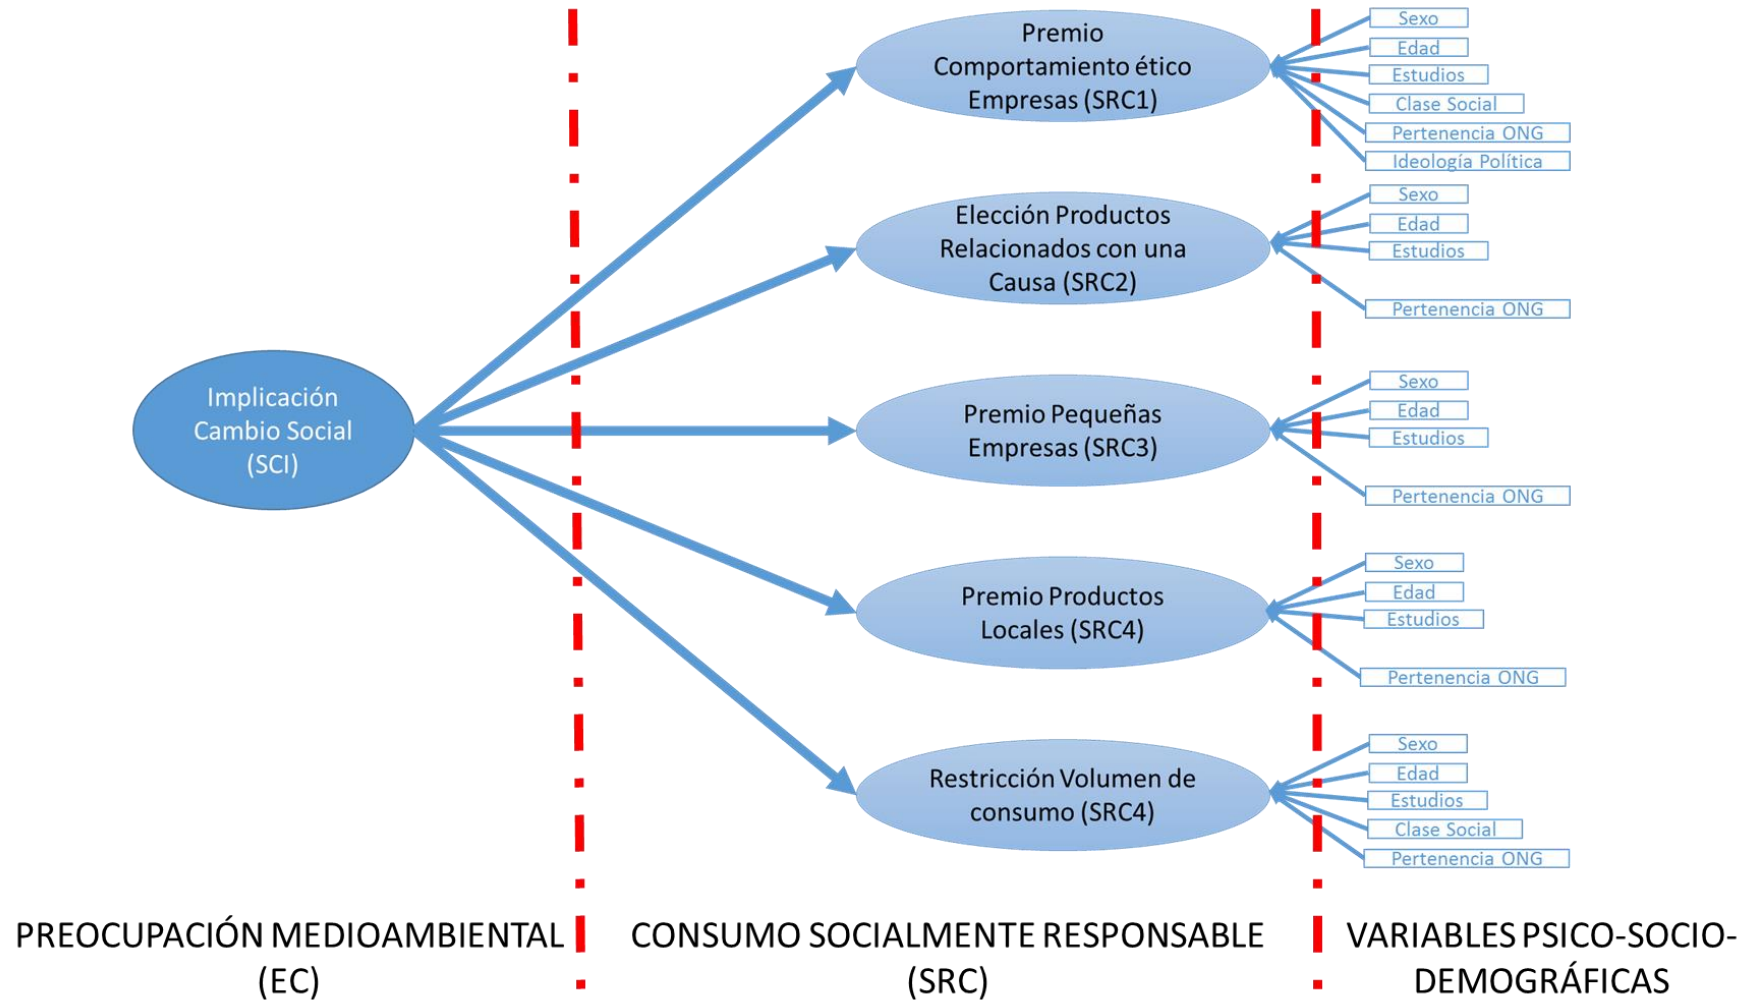 Implicación
Cambio Social
(SCI)
Premio
Comportamiento ético
Empresas (SRC1)
Sexo
Edad
Estudios
Clase Social
Pertenencia ONG
Ideología Política
Elección Productos
Relacionados con una
Causa (SRC2)
Sexo
Edad
Estudios
Pertenencia ONG
Premio Pequeñas
Empresas (SRC3)
Sexo
Edad
Estudios
Pertenencia ONG
Premio Productos
Locales (SRC4)
Sexo
Edad
Estudios
Pertenencia ONG
Restricción Volumen de
consumo (SRC4)
Sexo
Edad
Estudios
Clase Social
Pertenencia ONG
PREOCUPACIÓN MEDIOAMBIENTAL
(EC)
CONSUMO SOCIALMENTE RESPONSABLE
(SRC)
VARIABLES PSICO-SOCIO-
DEMOGRÁFICAS